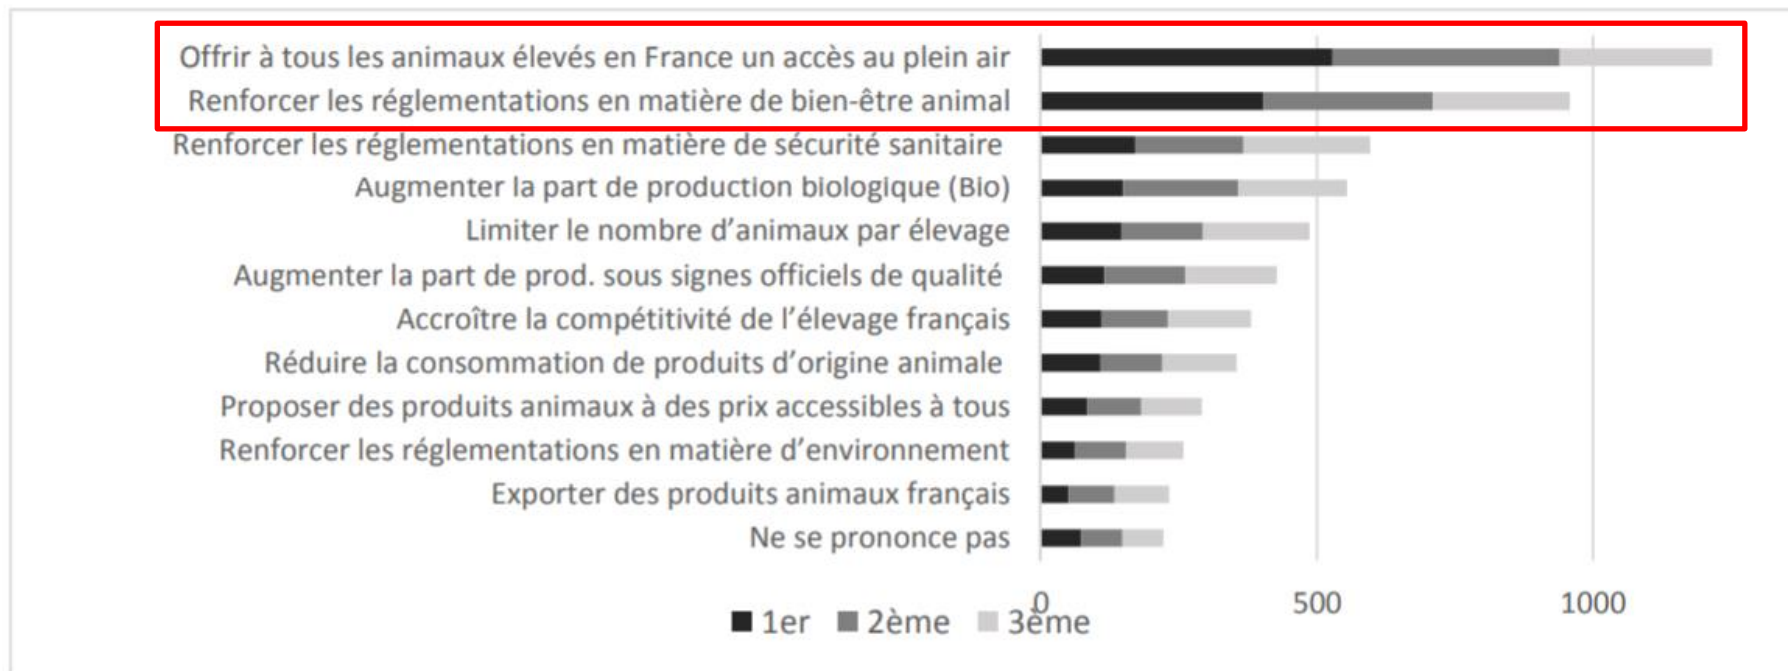 Offrir à tous les animaux élevés en France un accès au plein air
Renforcer les réglementations en matière de bien-être animal
Renforcer les réglementations en matière de sécurité sanitaire
Augmenter la part de production biologique (Bio)
Limiter le nombre d’animaux par élevage
Augmenter la part de prod. sous signes officiels de qualité
Accroître la compétitivité de l’élevage français
Réduire la consommation de produits d’origine animale
Proposer des produits animaux à des prix accessibles à tous
Renforcer les réglementations en matière d’environnement
Exporter des produits animaux français
Ne se prononce pas
0 500 1000
1er 2ème 3ème